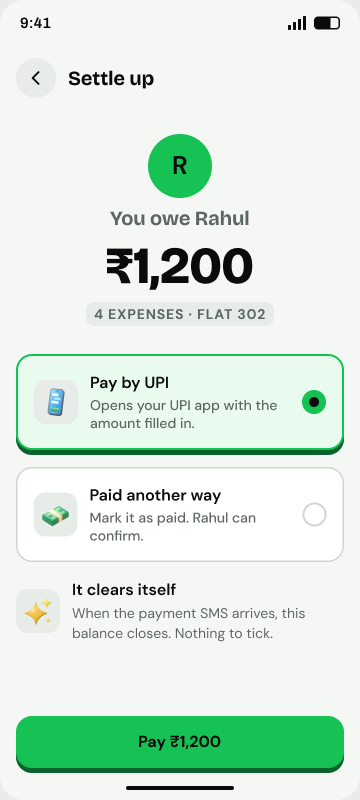 9:41
Settle up
R
You owe Rahul
₹1,200
4 EXPENSES · FLAT 302
Pay by UPI
Opens your UPI app with the
amount filled in.
Paid another way
Mark it as paid. Rahul can
confirm.
It clears itself
When the payment SMS arrives, this
balance closes. Nothing to tick.
Pay ₹1,200